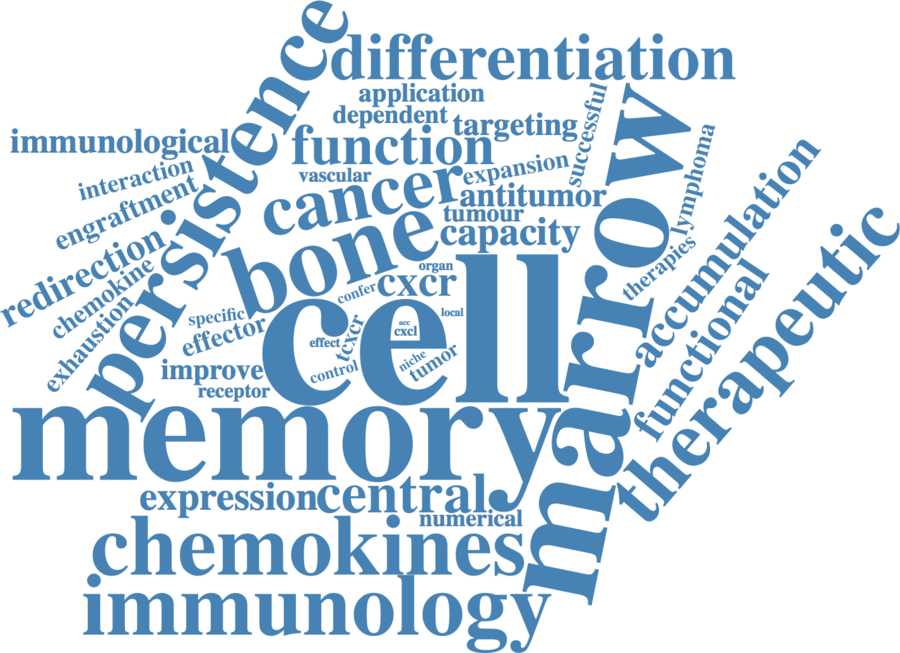 persistence
differentiation
application
dependent
targeting
successful
immunological
function
marrow
interaction
vascular
expansion
lymphoma
engraftment
cancer
antitumor
accumulation
tumour
redirection
bone
capacity
therapies
therapeutic
chemokine
organ
cell
confer
cxcr
functional
exhaustion
specific
local
effector
effect
tcxcr
acc
cxcl
improve
control
niche
tumor
receptor
memory
expression
central
numerical
chemokines
immunology